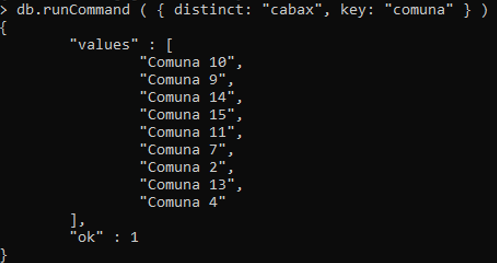 > db.runCommand ( { distinct: "cabax", key: "comuna" } )
{
"values" : [
"Comuna 10",
"Comuna 9",
"Comuna 14",
"Comuna 15",
"Comuna 11",
"Comuna 7",
"Comuna 2",
"Comuna 13",
"Comuna 4"
],
"ok" : 1
}